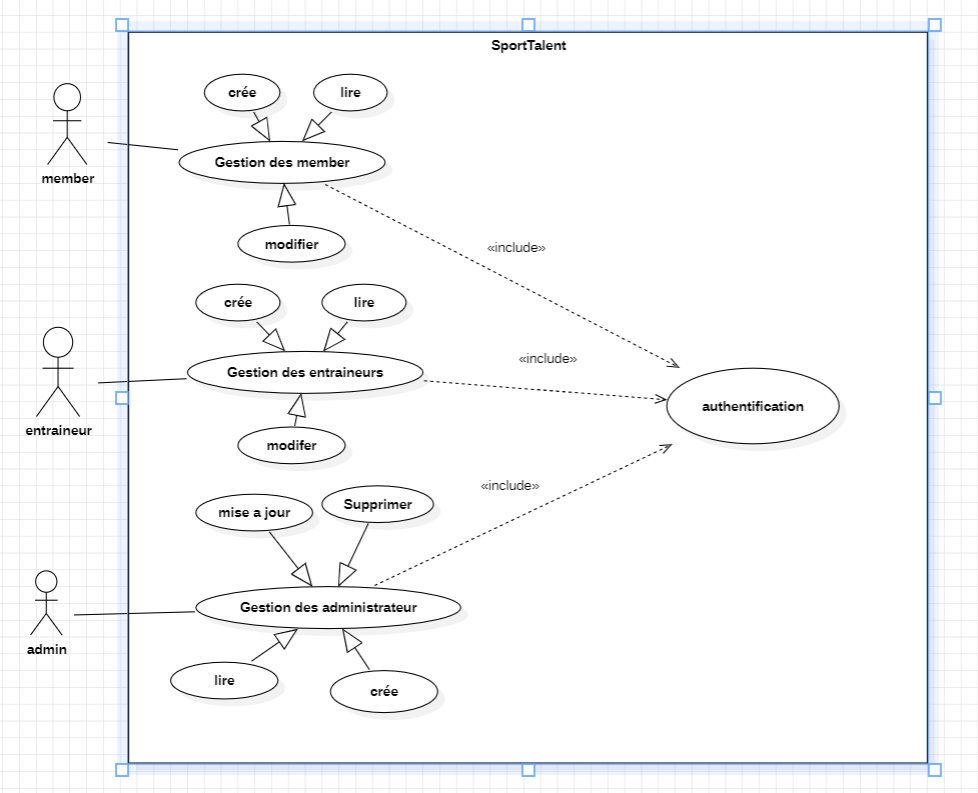 SportTalent
crée
lire
member
Gestion des member
modifier
«include»
crée
lire
«include»
entraineur
Gestion des entraineurs
authentification
modifer
«include»
mise a jour
Supprimer
admin
Gestion des administrateur
lire
crée